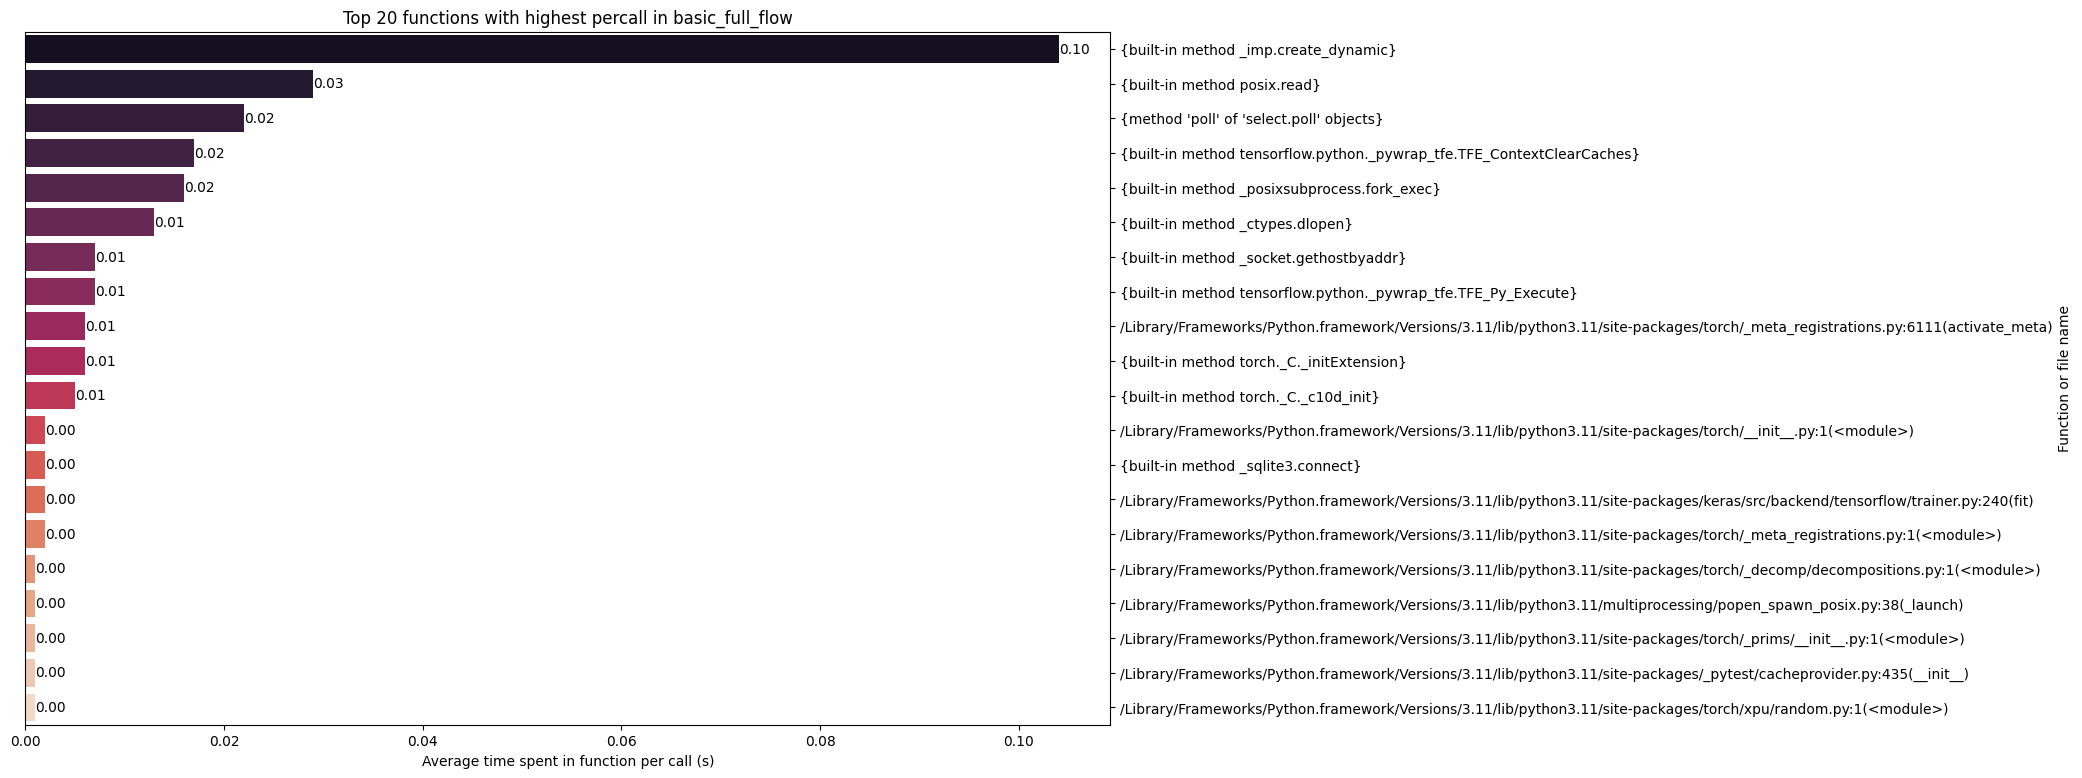 Top 20 functions with highest percall in basic_full_flow
0.10 {built-in method _imp.create_dynamic}
0.03 {built-in method posix.read}
0.02 {method 'poll' of 'select.poll' objects}
0.02 {built-in method tensorflow.python._pywrap_tfe.TFE_ContextClearCaches}
0.02 {built-in method _posixsubprocess.fork_exec}
0.01 {built-in method _ctypes.dlopen}
0.01 {built-in method _socket.gethostbyaddr}
0.01 {built-in method tensorflow.python._pywrap_tfe.TFE_Py_Execute}
0.01 /Library/Frameworks/Python.framework/Versions/3.11/lib/python3.11/site-packages/torch/_meta_registrations.py:6111(activate_meta)
0.01 {built-in method torch._C._initExtension}
0.01 {built-in method torch._C._c10d_init}
0.00 /Library/Frameworks/Python.framework/Versions/3.11/lib/python3.11/site-packages/torch/__init__.py:1(<module>)
0.00 {built-in method _sqlite3.connect}
0.00 /Library/Frameworks/Python.framework/Versions/3.11/lib/python3.11/site-packages/keras/src/backend/tensorflow/trainer.py:240(fit)
0.00 /Library/Frameworks/Python.framework/Versions/3.11/lib/python3.11/site-packages/torch/_meta_registrations.py:1(<module>)
0.00 /Library/Frameworks/Python.framework/Versions/3.11/lib/python3.11/site-packages/torch/_decomp/decompositions.py:1(<module>)
0.00 /Library/Frameworks/Python.framework/Versions/3.11/lib/python3.11/multiprocessing/popen_spawn_posix.py:38(_launch)
0.00 /Library/Frameworks/Python.framework/Versions/3.11/lib/python3.11/site-packages/torch/_prims/__init__.py:1(<module>)
0.00 /Library/Frameworks/Python.framework/Versions/3.11/lib/python3.11/site-packages/_pytest/cacheprovider.py:435(__init__)
0.00 /Library/Frameworks/Python.framework/Versions/3.11/lib/python3.11/site-packages/torch/xpu/random.py:1(<module>)
Function or file name
0.00 0.02 0.04 0.06 0.08 0.10
Average time spent in function per call (s)